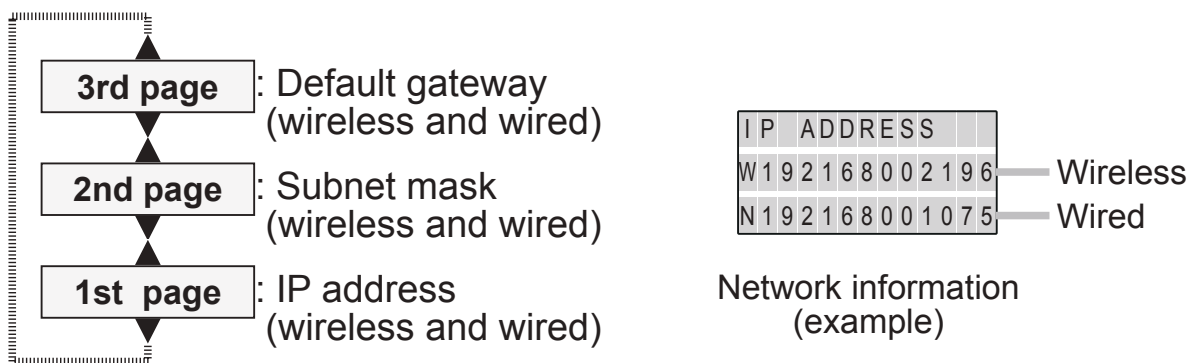 3rd page : Default gateway
(wireless and wired)
2nd page : Subnet mask
(wireless and wired)
1st page : IP address
(wireless and wired)
IP ADDRESS
W192168002196 Wireless
N192168001075 Wired
Network information
(example)